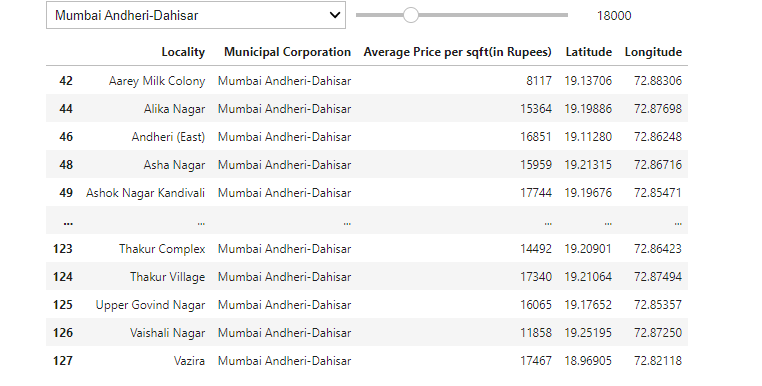 Mumbai Andheri-Dahisar 18000
Locality Municipal Corporation Average Price per sqft(in Rupees) Latitude Longitude
42 Aarey Milk Colony Mumbai Andheri-Dahisar 8117 19.13706 72.88306
44 Alika Nagar Mumbai Andheri-Dahisar 15364 19.19886 72.87698
46 Andheri (East) Mumbai Andheri-Dahisar 16851 19.11280 72.86248
48 Asha Nagar Mumbai Andheri-Dahisar 15959 19.21315 72.86716
49 Ashok Nagar Kandivali Mumbai Andheri-Dahisar 17744 19.19676 72.85471
... ... ... ... ... ...
123 Thakur Complex Mumbai Andheri-Dahisar 14492 19.20901 72.86423
124 Thakur Village Mumbai Andheri-Dahisar 17340 19.21064 72.87494
125 Upper Govind Nagar Mumbai Andheri-Dahisar 16065 19.17652 72.85357
126 Vaishali Nagar Mumbai Andheri-Dahisar 11858 19.25195 72.87250
127 Vazira Mumbai Andheri-Dahisar 17467 18.96905 72.82118